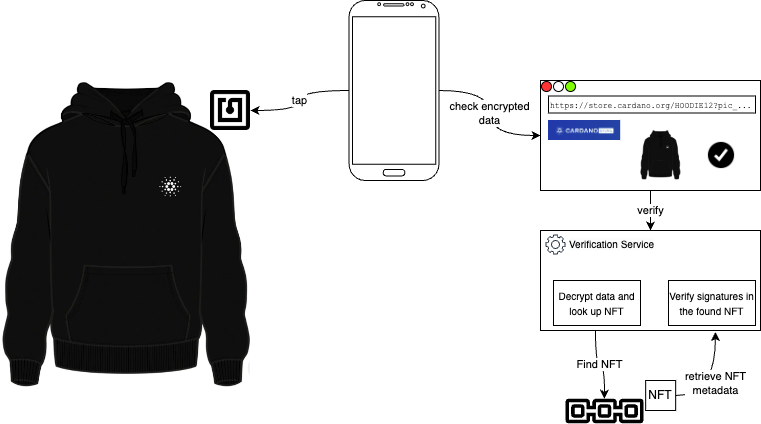 tap
check encrypted
data
https://store.cardano.org/HOODIE12?pic_...
CARDANO
verify
Verification Service
Decrypt data and
look up NFT
Verify signatures in
the found NFT
Find NFT
NFT
retrieve NFT
metadata